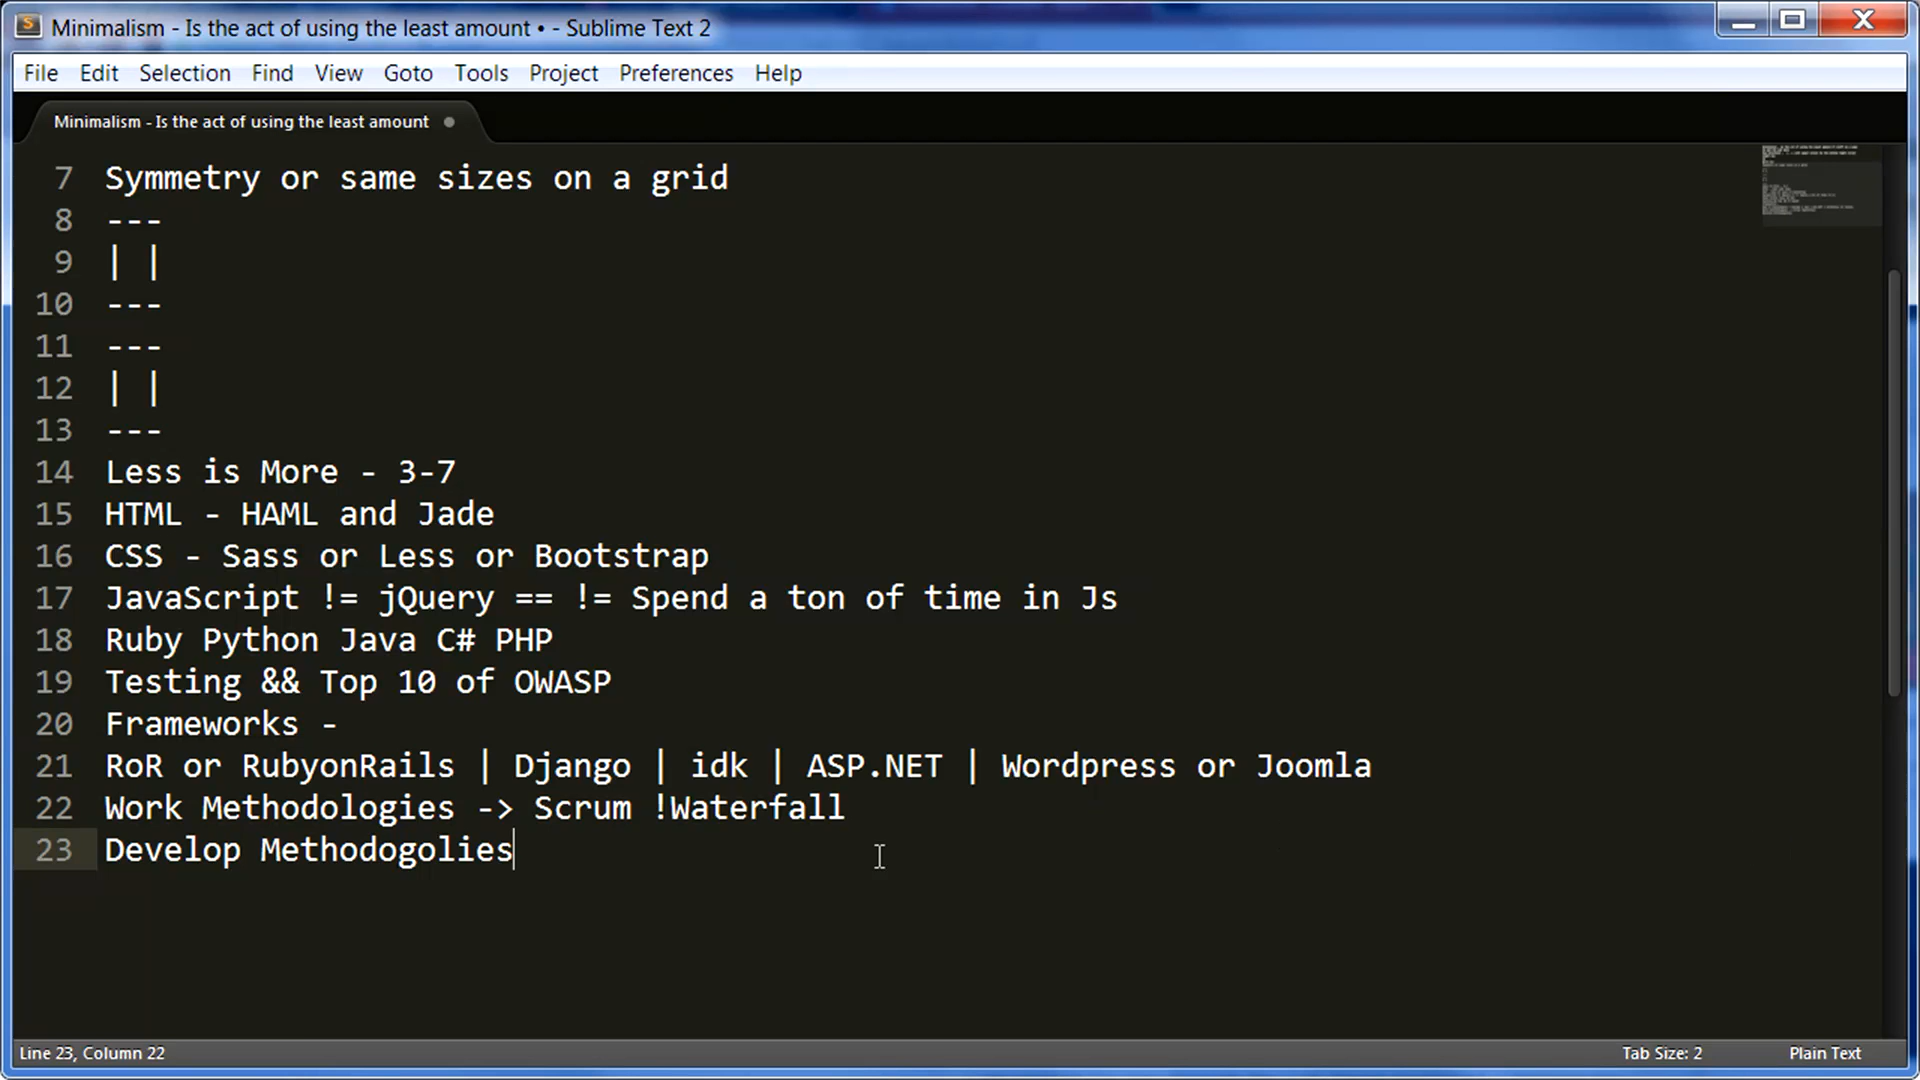 Minimalism - Is the act of using the least amount • - Sublime Text 2
File Edit Selection Find View Goto Tools Project Preferences Help
Minimalism - Is the act of using the least amount
7 Symmetry or same sizes on a grid
8 ---
9 | |
10 ---
11 ---
12 | |
13 ---
14 Less is More - 3-7
15 HTML - HAML and Jade
16 CSS - Sass or Less or Bootstrap
17 JavaScript != jQuery == != Spend a ton of time in Js
18 Ruby Python Java C# PHP
19 Testing && Top 10 of OWASP
20 Frameworks -
21 RoR or RubyonRails | Django | idk | ASP.NET | Wordpress or Joomla
22 Work Methodologies -> Scrum !Waterfall
23 Develop Methodogolies
Line 23, Column 22 Tab Size: 2 Plain Text